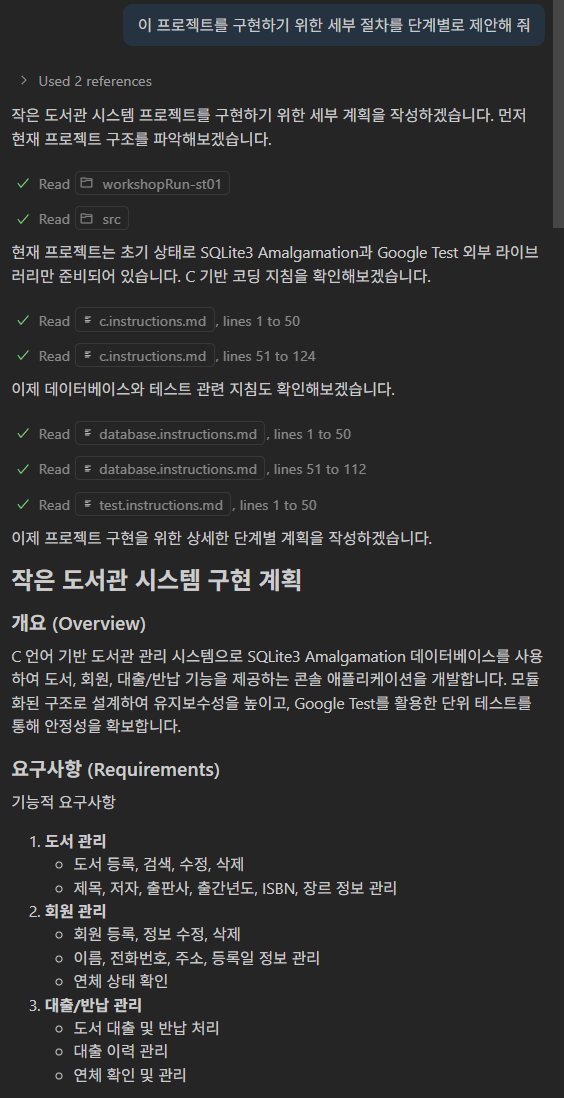 이 프로젝트를 구현하기 위한 세부 절차를 단계별로 제안해 줘
Used 2 references
작은 도서관 시스템 프로젝트를 구현하기 위한 세부 계획을 작성하겠습니다. 먼저
현재 프로젝트 구조를 파악해보겠습니다.
Read workshopRun-st01
Read src
현재 프로젝트는 초기 상태로 SQLite3 Amalgamation과 Google Test 외부 라이브
러리만 준비되어 있습니다. C 기반 코딩 지침을 확인해보겠습니다.
Read c.instructions.md, lines 1 to 50
Read c.instructions.md, lines 51 to 124
이제 데이터베이스와 테스트 관련 지침도 확인해보겠습니다.
Read database.instructions.md, lines 1 to 50
Read database.instructions.md, lines 51 to 112
Read test.instructions.md, lines 1 to 50
이제 프로젝트 구현을 위한 상세한 단계별 계획을 작성하겠습니다.
작은 도서관 시스템 구현 계획
개요 (Overview)
C 언어 기반 도서관 관리 시스템으로 SQLite3 Amalgamation 데이터베이스를 사용
하여 도서, 회원, 대출/반납 기능을 제공하는 콘솔 애플리케이션을 개발합니다. 모듈
화된 구조로 설계하여 유지보수성을 높이고, Google Test를 활용한 단위 테스트를
통해 안정성을 확보합니다.
요구사항 (Requirements)
기능적 요구사항
1. 도서 관리
○ 도서 등록, 검색, 수정, 삭제
○ 제목, 저자, 출판사, 출간년도, ISBN, 장르 정보 관리
2. 회원 관리
○ 회원 등록, 정보 수정, 삭제
○ 이름, 전화번호, 주소, 등록일 정보 관리
○ 연체 상태 확인
3. 대출/반납 관리
○ 도서 대출 및 반납 처리
○ 대출 이력 관리
○ 연체 확인 및 관리